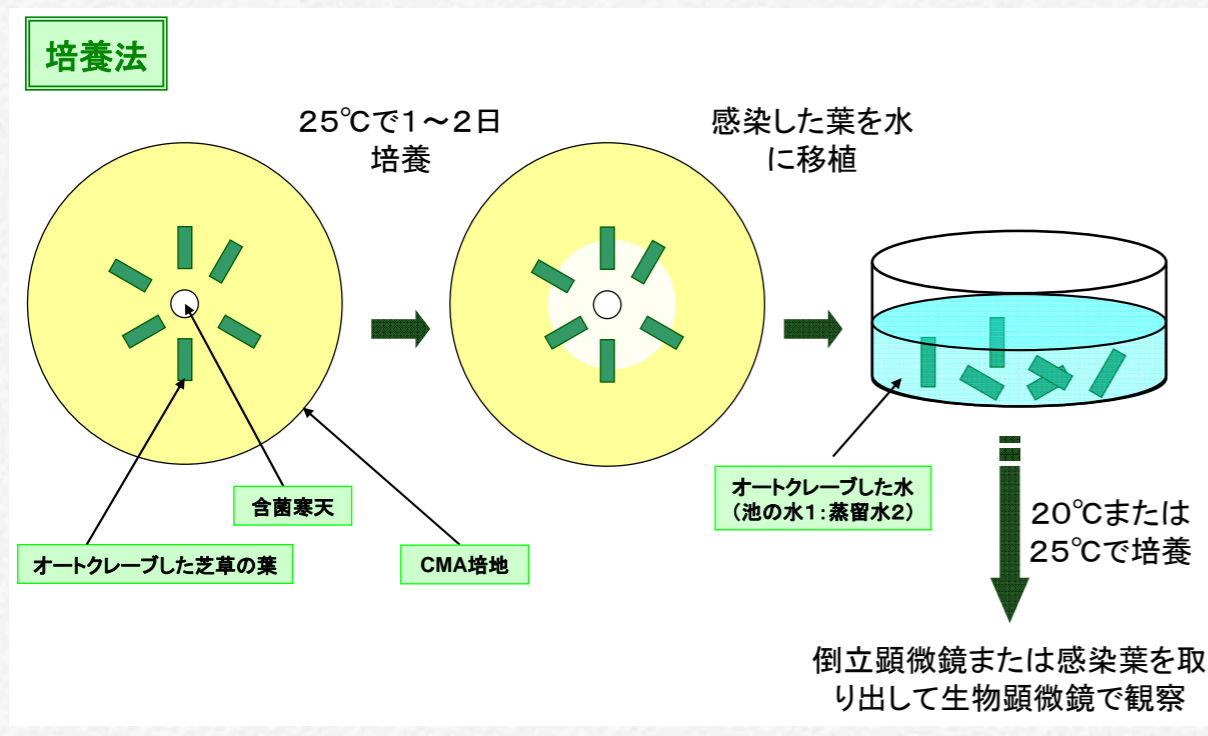 培養法
25℃で1～2日
培養
感染した葉を水
に移植
含菌寒天
オートクレーブした芝草の葉
CMA培地
オートクレーブした水
（池の水1：蒸留水2）
20℃または
25℃で培養
倒立顕微鏡または感染葉を取
り出して生物顕微鏡で観察